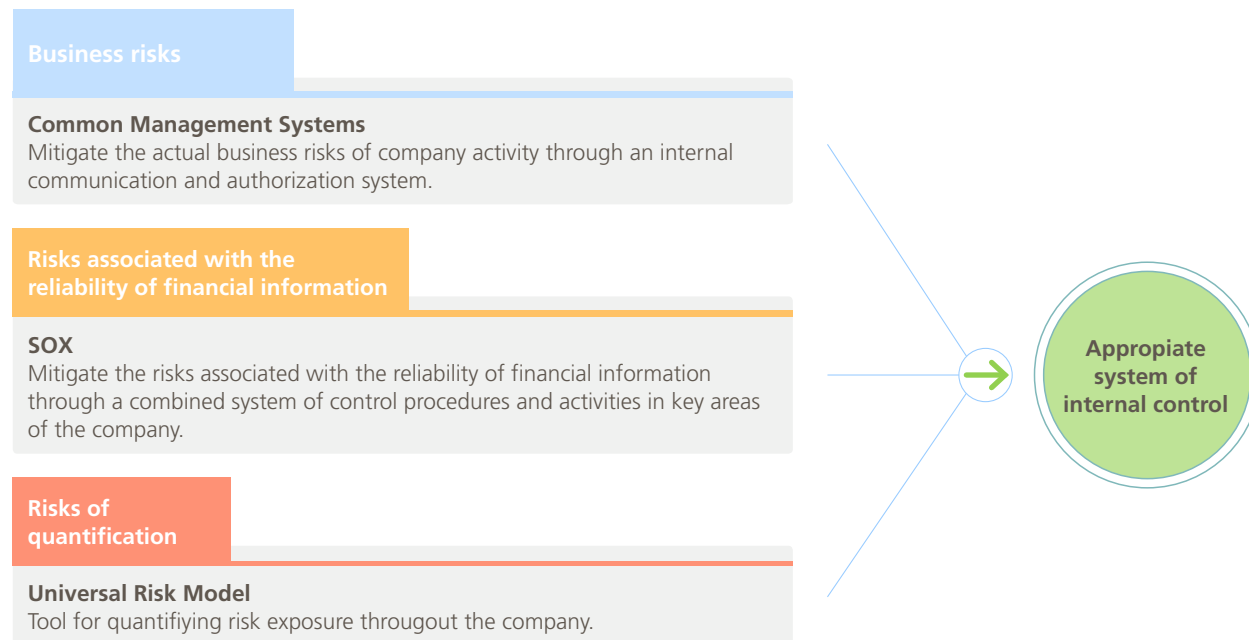 Business risks
Common Management Systems
Mitigate the actual business risks of company activity through an internal
communication and authorization system.
Risks associated with the
reliability of financial information
SOX
Mitigate the risks associated with the reliability of financial information
through a combined system of control procedures and activities in key areas
of the company.
Risks of
quantification
Universal Risk Model
Tool for quantifiying risk exposure througout the company.
Appropiate
system of
internal control